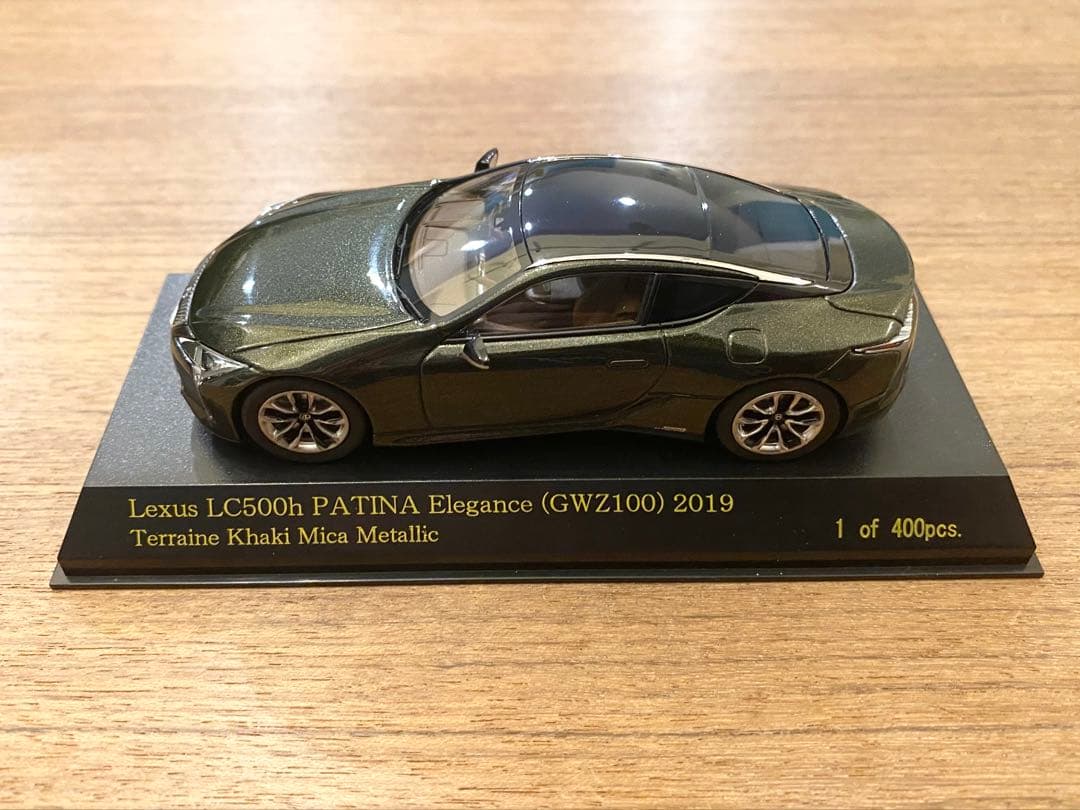 Lexus LC500h PATINA Elegance (GWZ100) 2019
Terraine Khaki Mica Metallic
1 of 400pcs.